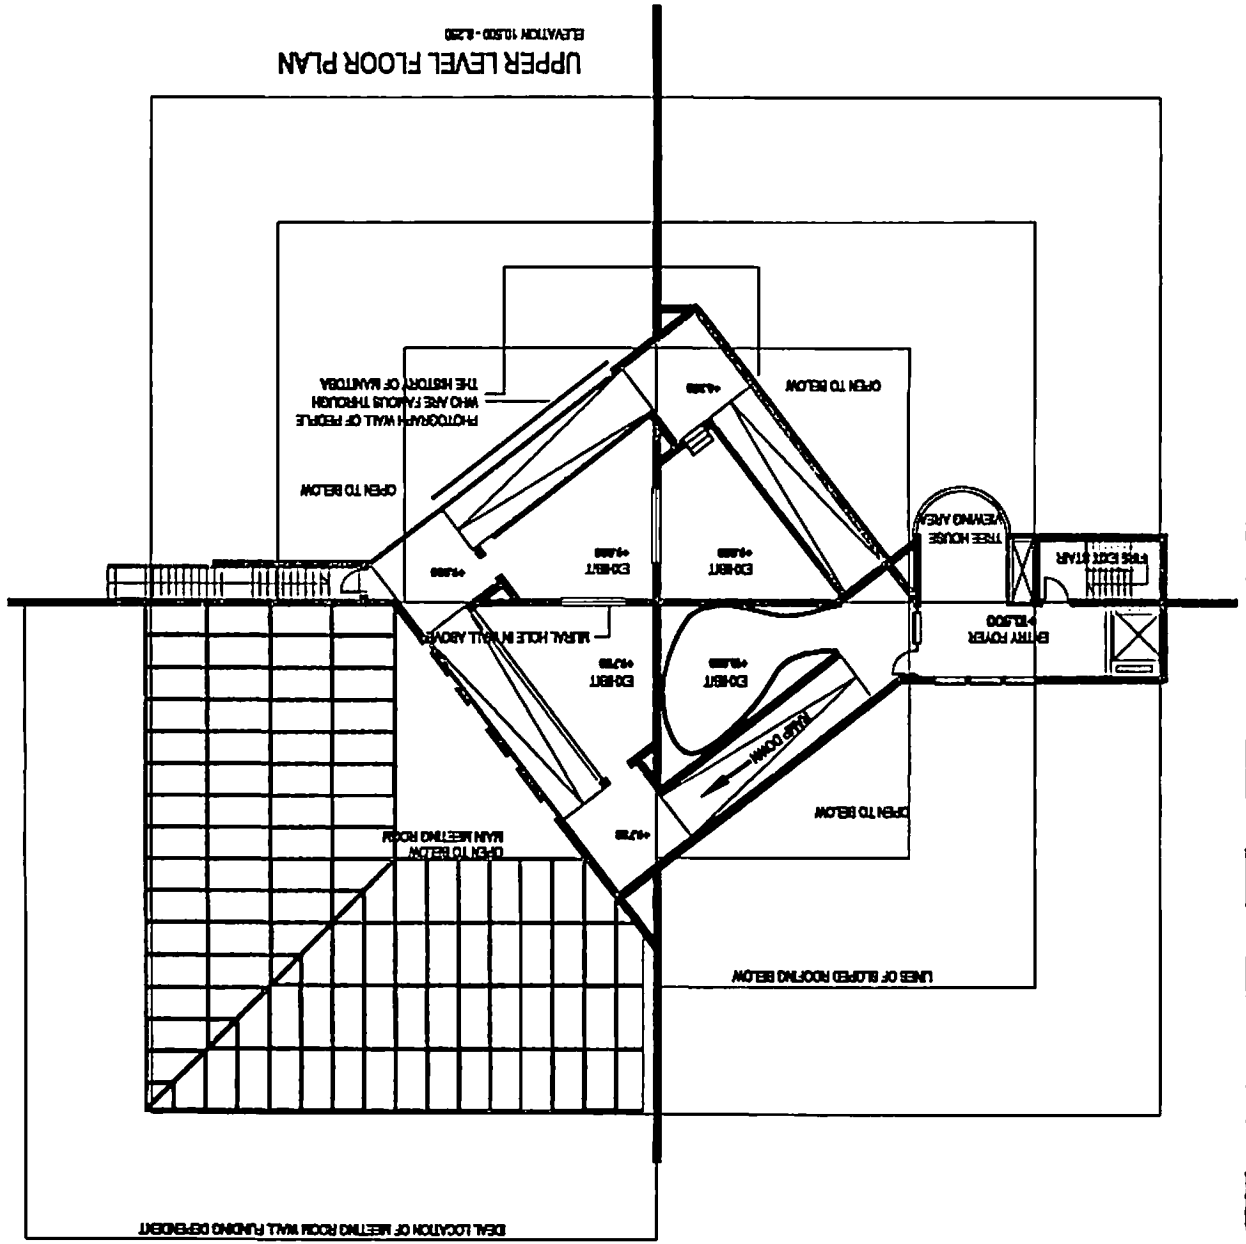 IDEAL LOCATION OF MEETING ROOM WALL FUNDING DEPENDENT
LINES OF SLOPED ROOFING BELOW
OPEN TO BELOW
MAIN MEETING ROOM
OPEN TO BELOW
RAMP DOWN
EXHIBIT
EXHIBIT
ENTRY FOYER
+10.500
MURAL HOLE IN WALL ABOVE
EXHIBIT
EXHIBIT
FIRE EXIT STAIR
TREE HOUSE
VIEWING AREA
OPEN TO BELOW
PHOTOGRAPH WALL OF PEOPLE
WHO ARE FAMOUS THROUGH
THE HISTORY OF MANITOBA
OPEN TO BELOW
UPPER LEVEL FLOOR PLAN
ELEVATION 10.500 - 8.250